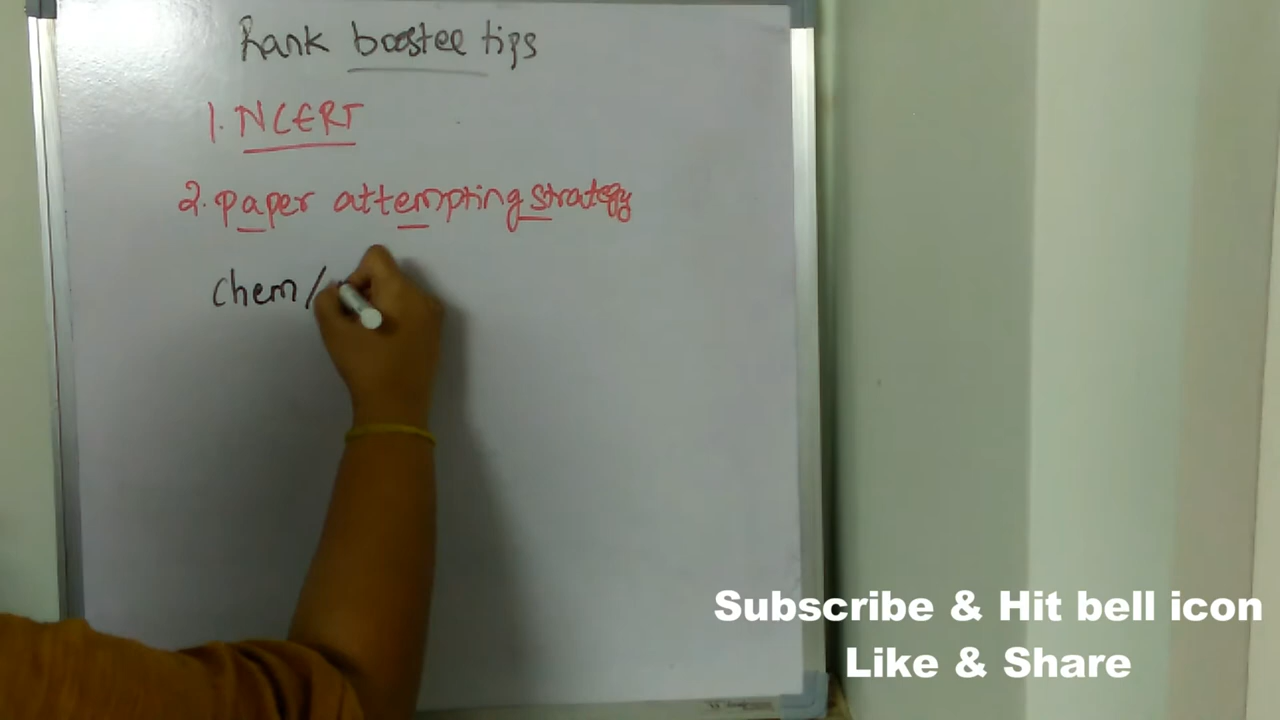 Rank booster tips
1. NCERT
2. paper attempting strategy
chem/
Subscribe & Hit bell icon
Like & Share